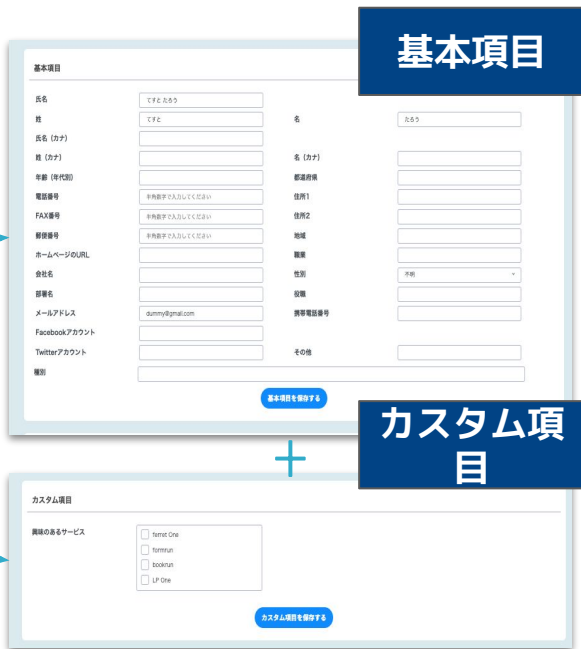 基本項目
基本項目
氏名 てすと たろう
姓 てすと 名 たろう
氏名（カナ）
姓（カナ） 名（カナ）
年齢（年代別） 都道府県
電話番号 半角数字で入力してください 住所1
FAX番号 半角数字で入力してください 住所2
郵便番号 半角数字で入力してください 地域
ホームページのURL 職業
会社名 性別 不明
部署名 役職
メールアドレス dummy@gmail.com 携帯電話番号
Facebookアカウント
Twitterアカウント その他
種別
基本項目を保存する
カスタム項
目
カスタム項目
興味のあるサービス ferret One
formrun
bookrun
LP One
カスタム項目を保存する